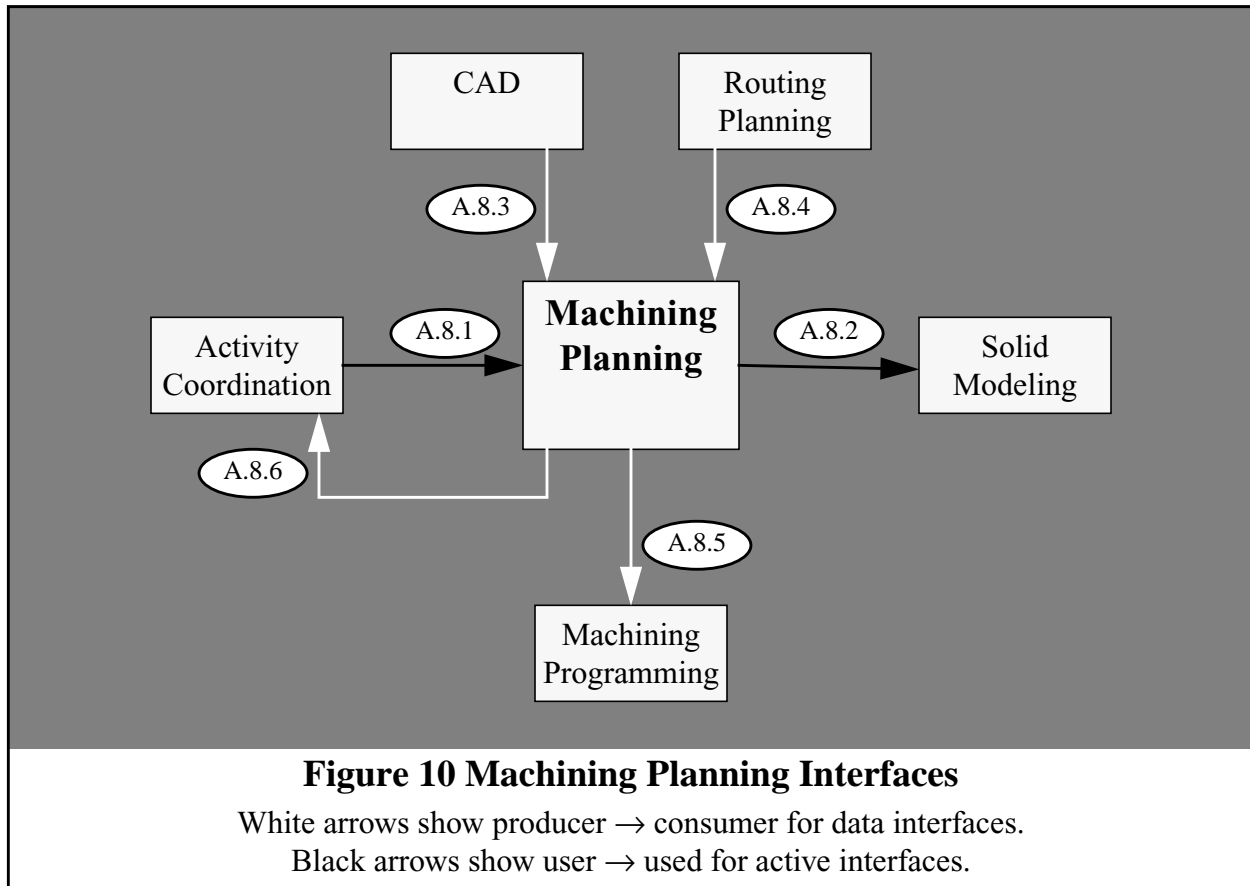 CAD
Routing
Planning
A.8.3
A.8.4
Machining
Planning
A.8.1
A.8.2
Activity
Coordination
Solid
Modeling
A.8.6
A.8.5
Machining
Programming
Figure 10 Machining Planning Interfaces
White arrows show producer → consumer for data interfaces.
Black arrows show user → used for active interfaces.